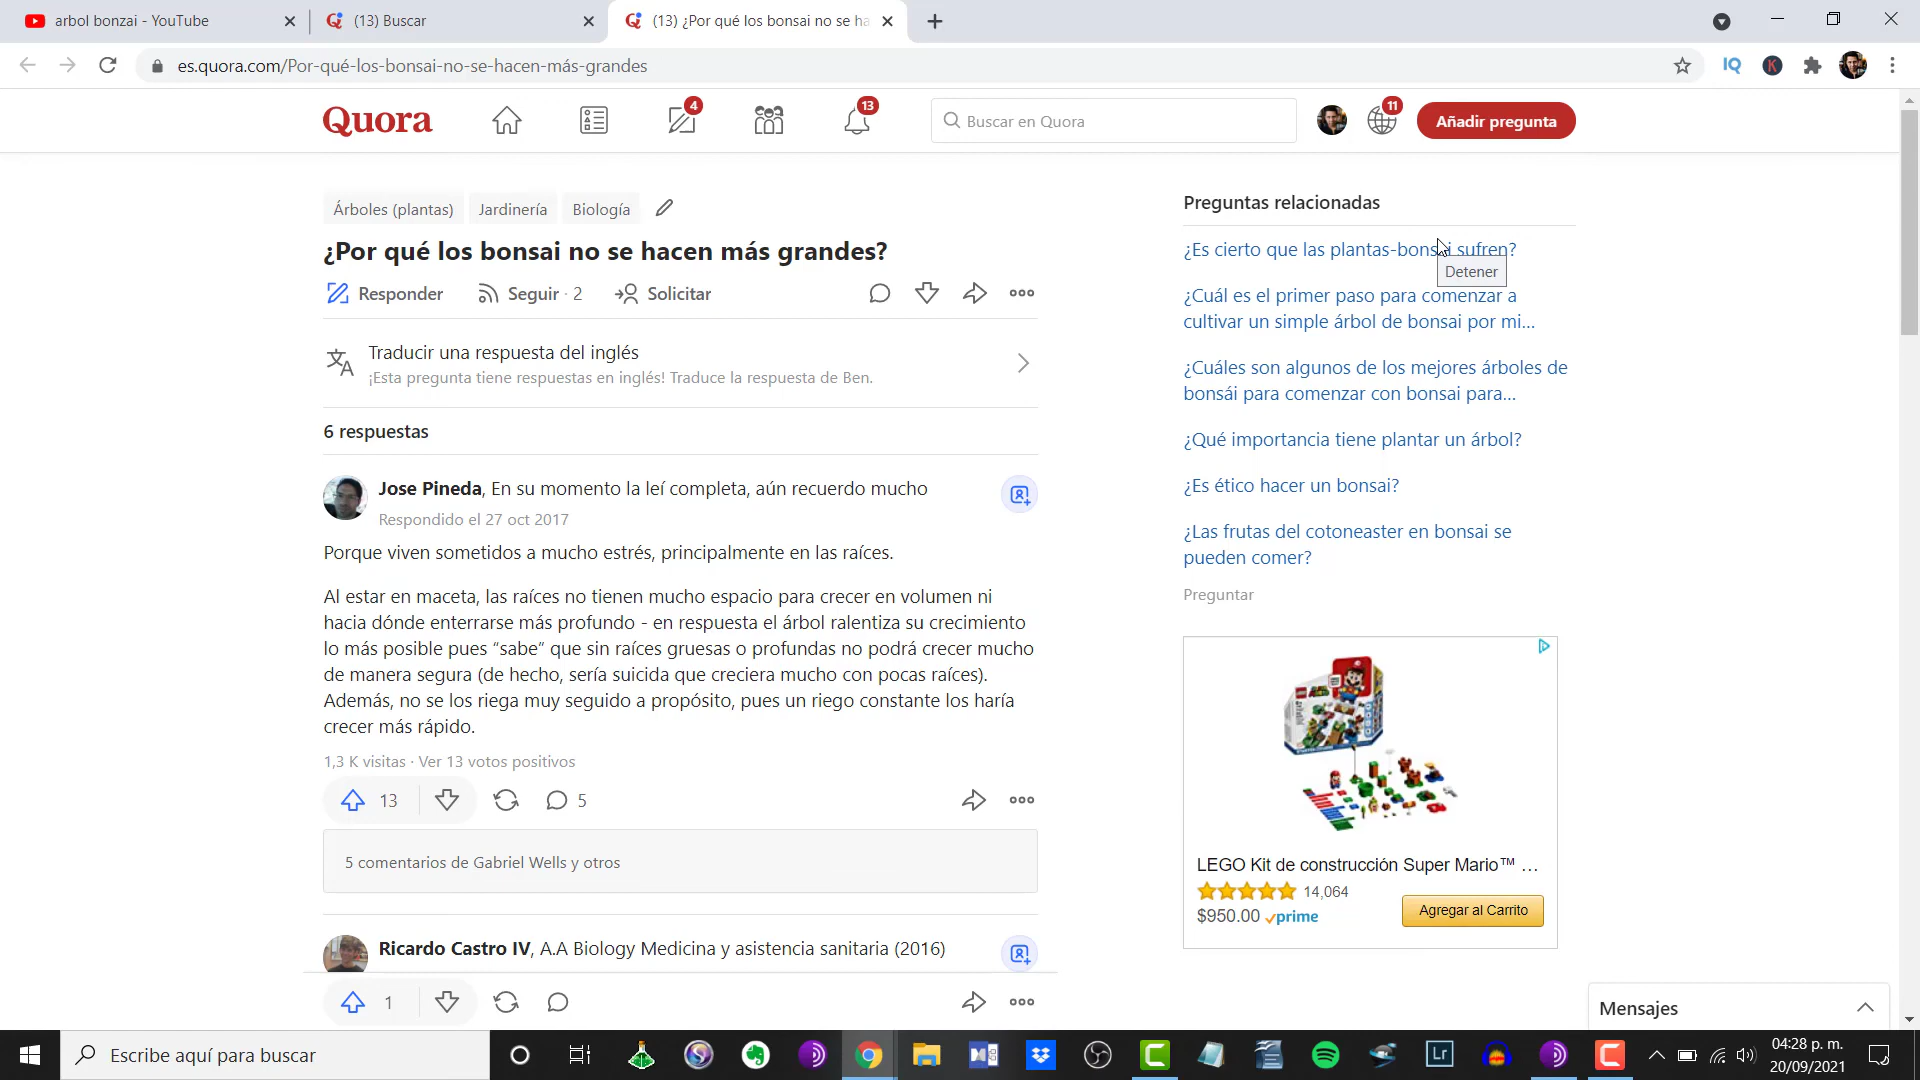 arbol bonzai - YouTube
(13) Buscar
(13) ¿Por qué los bonsai no se ha
es.quora.com/Por-qué-los-bonsai-no-se-hacen-más-grandes
IQ
K
Quora
4
13
Buscar en Quora
11
Añadir pregunta
Árboles (plantas)
Jardinería
Biología
¿Por qué los bonsai no se hacen más grandes?
Responder
Seguir · 2
Solicitar
Traducir una respuesta del inglés
¡Esta pregunta tiene respuestas en inglés! Traduce la respuesta de Ben.
6 respuestas
Jose Pineda, En su momento la leí completa, aún recuerdo mucho
Respondido el 27 oct 2017
Porque viven sometidos a mucho estrés, principalmente en las raíces.
Al estar en maceta, las raíces no tienen mucho espacio para crecer en volumen ni
hacia dónde enterrarse más profundo - en respuesta el árbol ralentiza su crecimiento
lo más posible pues “sabe” que sin raíces gruesas o profundas no podrá crecer mucho
de manera segura (de hecho, sería suicida que creciera mucho con pocas raíces).
Además, no se los riega muy seguido a propósito, pues un riego constante los haría
crecer más rápido.
1,3 K visitas · Ver 13 votos positivos
13
5
5 comentarios de Gabriel Wells y otros
Ricardo Castro IV, A.A Biology Medicina y asistencia sanitaria (2016)
1
Preguntas relacionadas
¿Es cierto que las plantas-bonsai sufren?
Detener
¿Cuál es el primer paso para comenzar a
cultivar un simple árbol de bonsai por mi...
¿Cuáles son algunos de los mejores árboles de
bonsái para comenzar con bonsai para...
¿Qué importancia tiene plantar un árbol?
¿Es ético hacer un bonsai?
¿Las frutas del cotoneaster en bonsai se
pueden comer?
Preguntar
LEGO Kit de construcción Super Mario™ ...
14,064
$950.00 prime
Agregar al Carrito
Mensajes
Escribe aquí para buscar
Lr
04:28 p. m.
20/09/2021